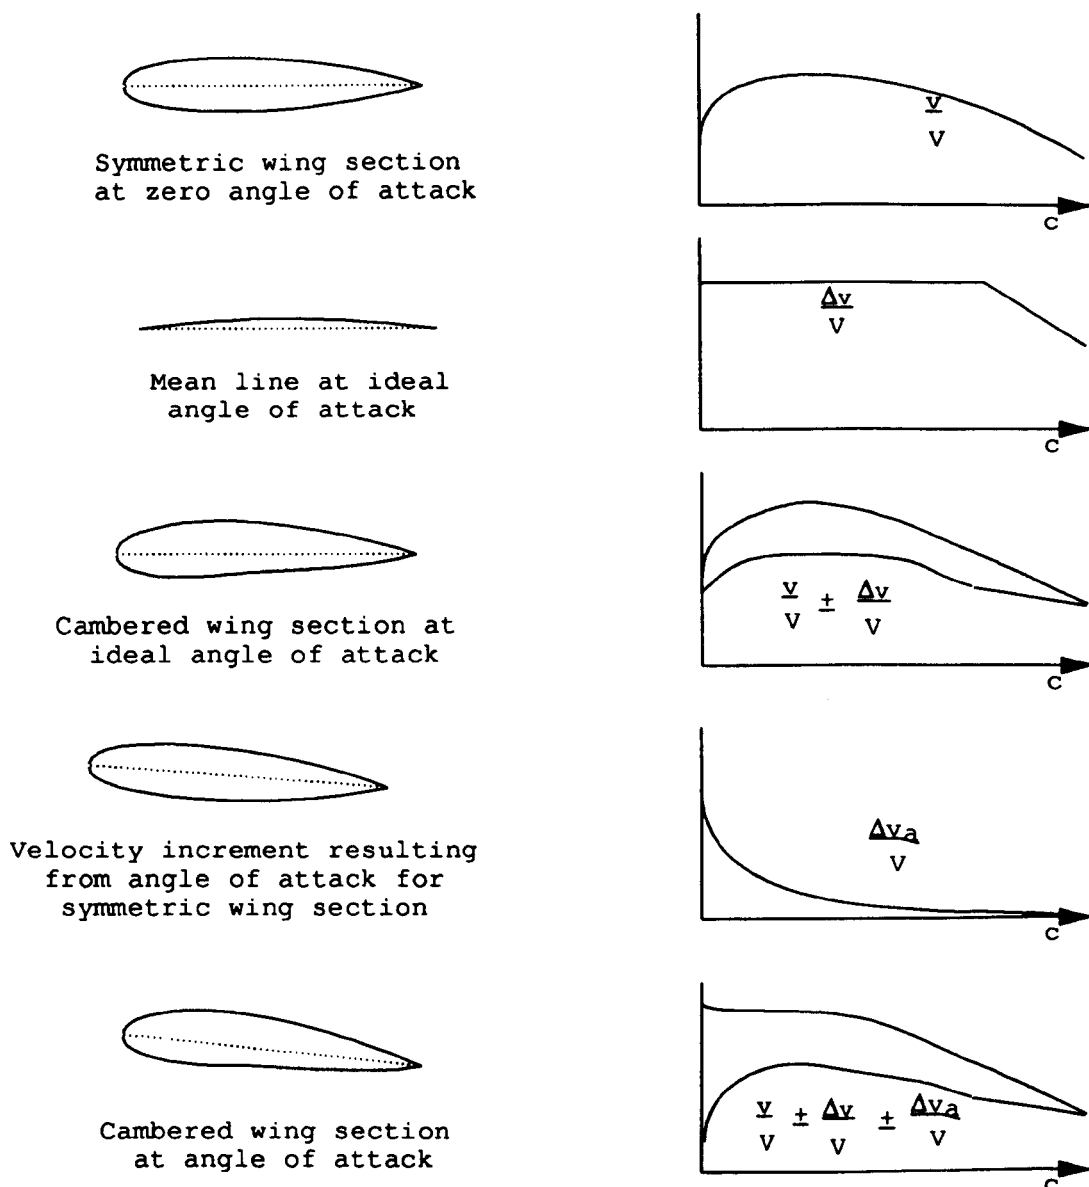 Symmetric wing section
at zero angle of attack
v
V
c
Mean line at ideal
angle of attack
Δv
V
c
Cambered wing section at
ideal angle of attack
v ± Δv
V V
c
Velocity increment resulting
from angle of attack for
symmetric wing section
Δva
V
c
Cambered wing section
at angle of attack
v ± Δv ± Δva
V V V
c